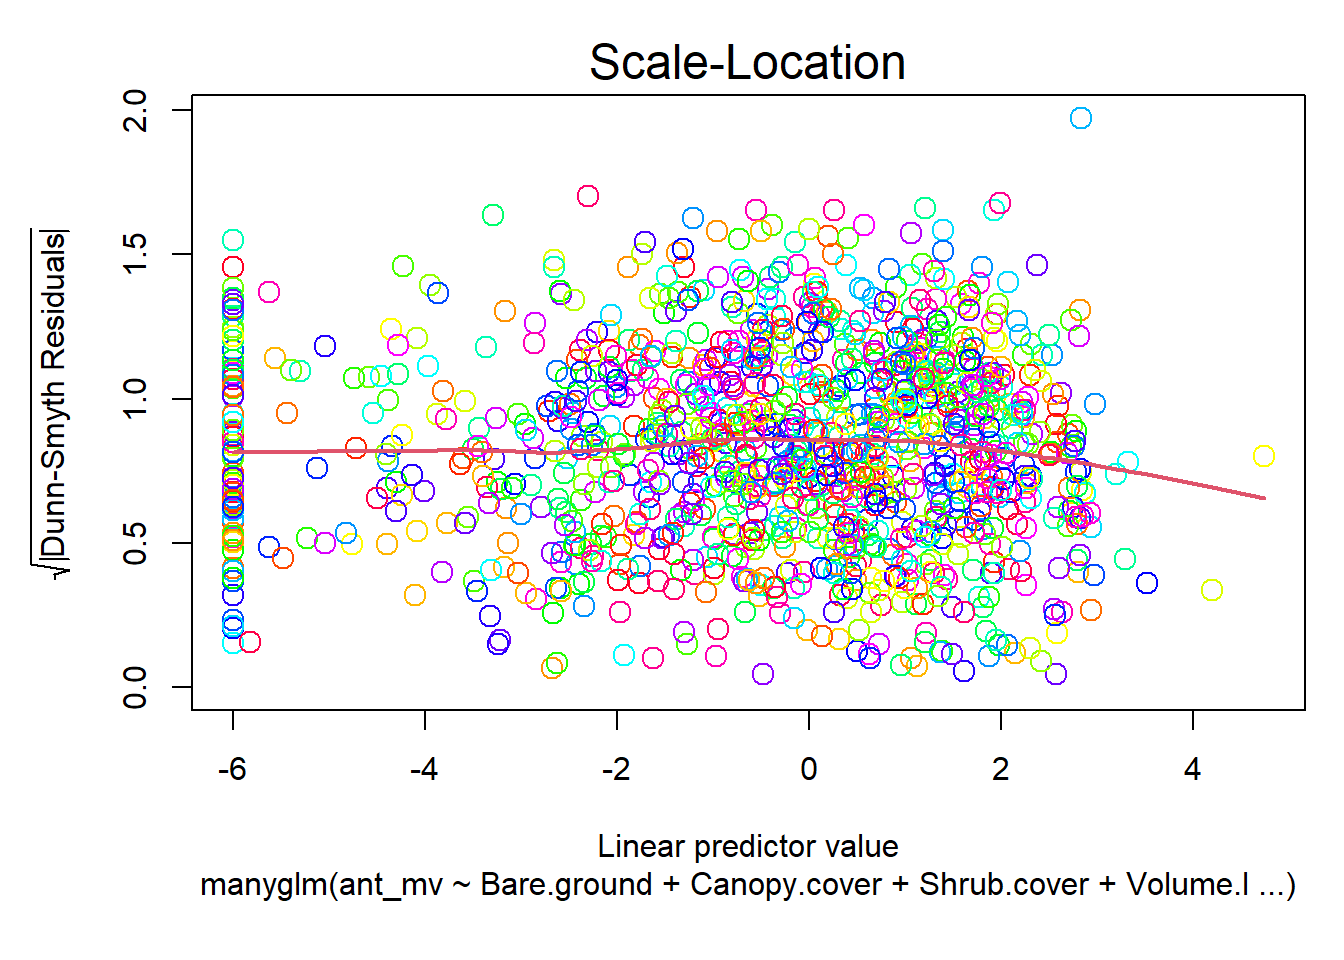 Scale-Location
√|Dunn-Smyth Residuals|
2.0
1.5
1.0
0.5
0.0
-6 -4 -2 0 2 4
Linear predictor value
manyglm(ant_mv ~ Bare.ground + Canopy.cover + Shrub.cover + Volume.l ...)